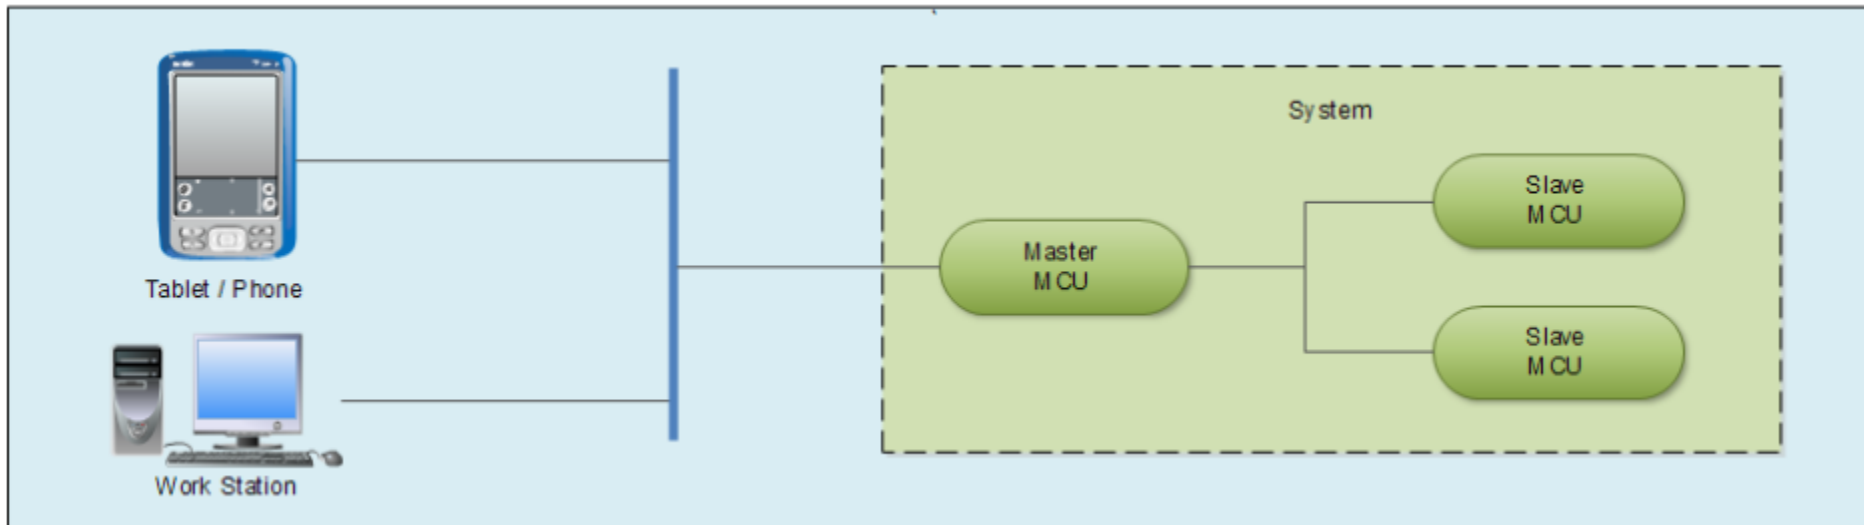 System
Slave
MCU
Master
MCU
Tablet / Phone
Slave
MCU
Work Station